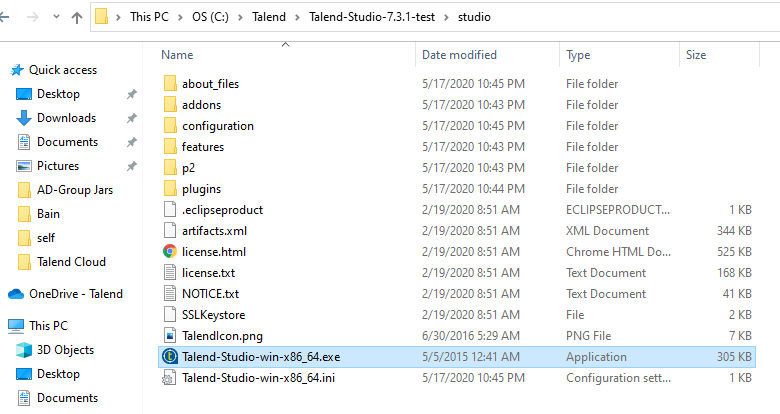 This PC > OS (C:) > Talend > Talend-Studio-7.3.1-test > studio
Name Date modified Type Size
Quick access
Desktop
Downloads
Documents
Pictures
AD-Group Jars
Bain
self
Talend Cloud
OneDrive - Talend
This PC
3D Objects
Desktop
Documents
about_files 5/17/2020 10:45 PM File folder
addons 5/17/2020 10:43 PM File folder
configuration 5/17/2020 10:45 PM File folder
features 5/17/2020 10:43 PM File folder
p2 5/17/2020 10:43 PM File folder
plugins 5/17/2020 10:44 PM File folder
.eclipseproduct 2/19/2020 8:51 AM ECLIPSEPRODUCT... 1 KB
artifacts.xml 2/19/2020 8:51 AM XML Document 344 KB
license.html 2/19/2020 8:51 AM Chrome HTML Do... 525 KB
license.txt 2/19/2020 8:51 AM Text Document 168 KB
NOTICE.txt 2/19/2020 8:51 AM Text Document 41 KB
SSLKeystore 2/19/2020 8:51 AM File 2 KB
TalendIcon.png 6/30/2016 5:29 AM PNG File 7 KB
Talend-Studio-win-x86_64.exe 5/5/2015 12:41 AM Application 305 KB
Talend-Studio-win-x86_64.ini 5/17/2020 10:45 PM Configuration sett... 1 KB